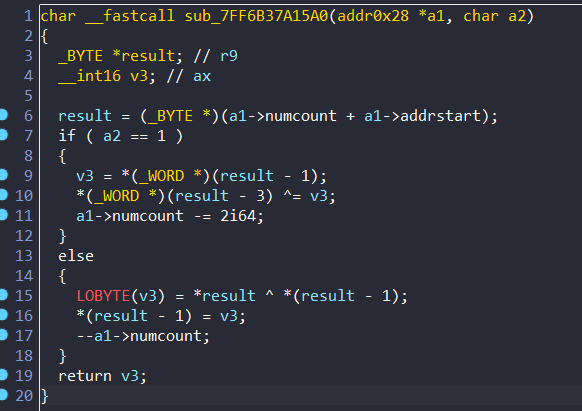 1 char __fastcall sub_7FF6B37A15A0(addr0x28 *a1, char a2)
2 {
3   _BYTE *result; // r9
4   __int16 v3; // ax
5
6   result = (_BYTE *)(a1->numcount + a1->addrstart);
7   if ( a2 == 1 )
8   {
9     v3 = *(_WORD *)(result - 1);
10     *(_WORD *)(result - 3) ^= v3;
11     a1->numcount -= 2i64;
12   }
13   else
14   {
15     LOBYTE(v3) = *result ^ *(result - 1);
16     *(result - 1) = v3;
17     --a1->numcount;
18   }
19   return v3;
20 }